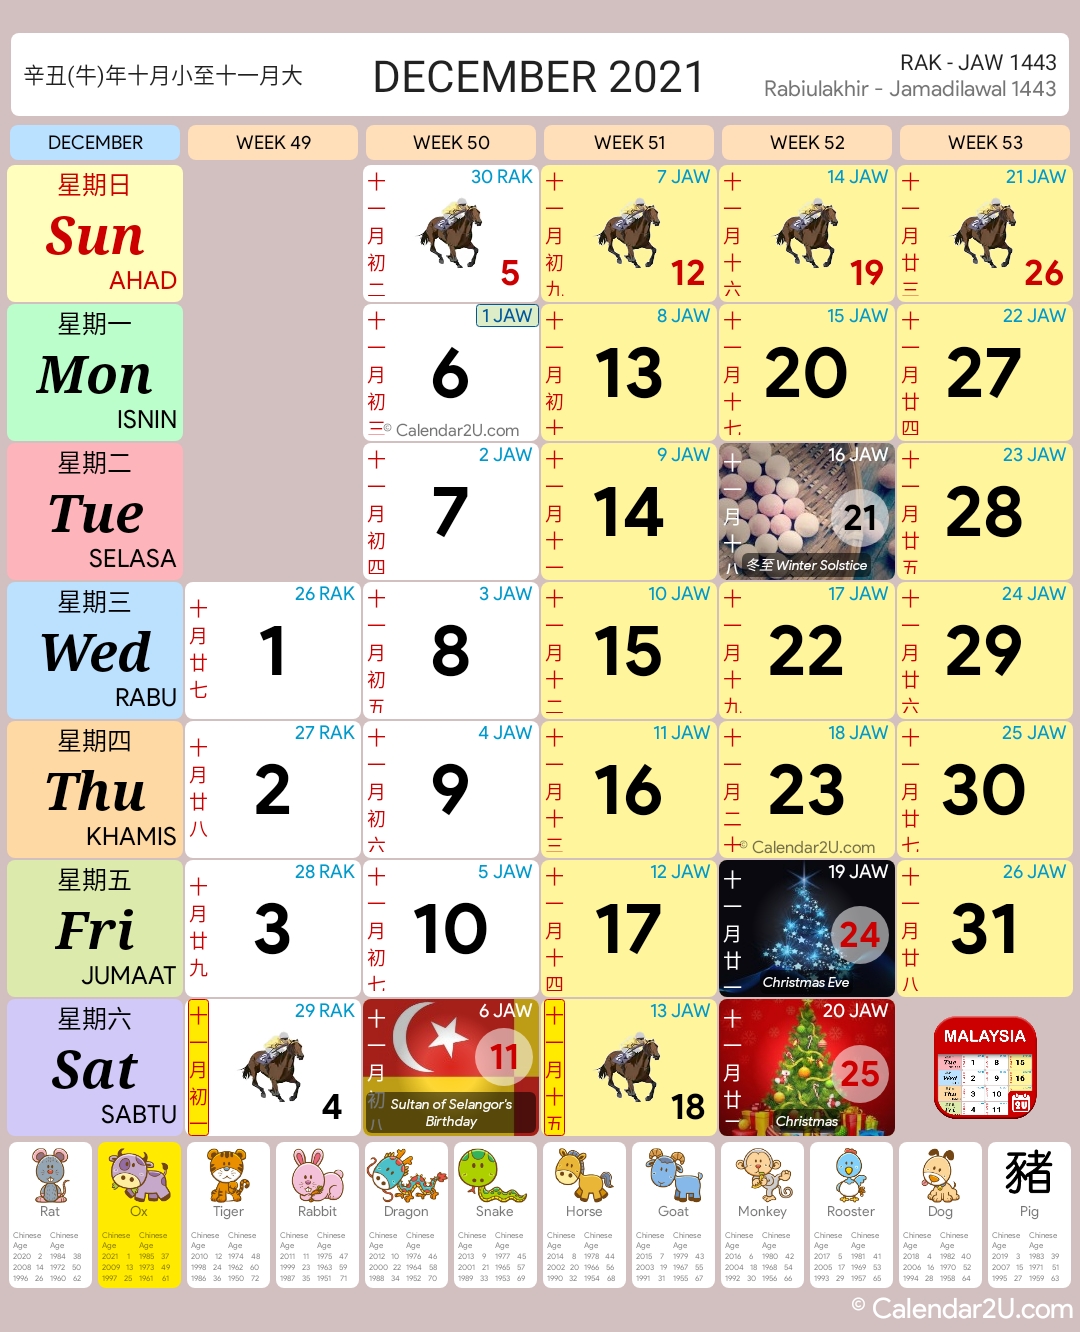 辛丑(牛)年十月小至十一月大
DECEMBER 2021
RAK - JAW 1443
Rabiulakhir - Jamadilawal 1443
DECEMBER WEEK 49 WEEK 50 WEEK 51 WEEK 52 WEEK 53
星期日
Sun
AHAD
十一月初二 30 RAK
5
十一月初九 7 JAW
12
十一月十六 14 JAW
19
十一月廿三 21 JAW
26
星期一
Mon
ISNIN
十一月初三 1 JAW
6
© Calendar2U.com
十一月初十 8 JAW
13
十一月十七 15 JAW
20
十一月廿四 22 JAW
27
星期二
Tue
SELASA
十一月初四 2 JAW
7
十一月十一 9 JAW
14
十一月十八 16 JAW
21
冬至 Winter Solstice
十一月廿五 23 JAW
28
星期三
Wed
RABU
十月廿七 26 RAK
1
十一月初五 3 JAW
8
十一月十二 10 JAW
15
十一月十九 17 JAW
22
十一月廿六 24 JAW
29
星期四
Thu
KHAMIS
十月廿八 27 RAK
2
十一月初六 4 JAW
9
十一月十三 11 JAW
16
十一月二十 18 JAW
23
© Calendar2U.com
十一月廿七 25 JAW
30
星期五
Fri
JUMAAT
十月廿九 28 RAK
3
十一月初七 5 JAW
10
十一月十四 12 JAW
17
十一月廿一 19 JAW
24
Christmas Eve
十一月廿八 26 JAW
31
星期六
Sat
SABTU
十一月初一 29 RAK
4
十一月初八 6 JAW
11
Sultan of Selangor's
Birthday
十一月十五 13 JAW
18
十一月廿二 20 JAW
25
Christmas
MALAYSIA
Rat
Chinese Age Chinese Age
2020 2 1984 38
2008 14 1972 50
1996 26 1960 62
Ox
Chinese Age Chinese Age
2021 1 1985 37
2009 13 1973 49
1997 25 1961 61
Tiger
Chinese Age Chinese Age
2010 12 1974 48
1998 24 1962 60
1986 36 1950 72
Rabbit
Chinese Age Chinese Age
2011 11 1975 47
1999 23 1963 59
1987 35 1951 71
Dragon
Chinese Age Chinese Age
2012 10 1976 46
2000 22 1964 58
1988 34 1952 70
Snake
Chinese Age Chinese Age
2013 9 1977 45
2001 21 1965 57
1989 33 1953 69
Horse
Chinese Age Chinese Age
2014 8 1978 44
2002 20 1966 56
1990 32 1954 68
Goat
Chinese Age Chinese Age
2015 7 1979 43
2003 19 1967 55
1991 31 1955 67
Monkey
Chinese Age Chinese Age
2016 6 1980 42
2004 18 1968 54
1992 30 1956 66
Rooster
Chinese Age Chinese Age
2017 5 1981 41
2005 17 1969 53
1993 29 1957 65
Dog
Chinese Age Chinese Age
2018 4 1982 40
2006 16 1970 52
1994 28 1958 64
豬
Pig
Chinese Age Chinese Age
2019 3 1983 39
2007 15 1971 51
1995 27 1959 63
© Calendar2U.com